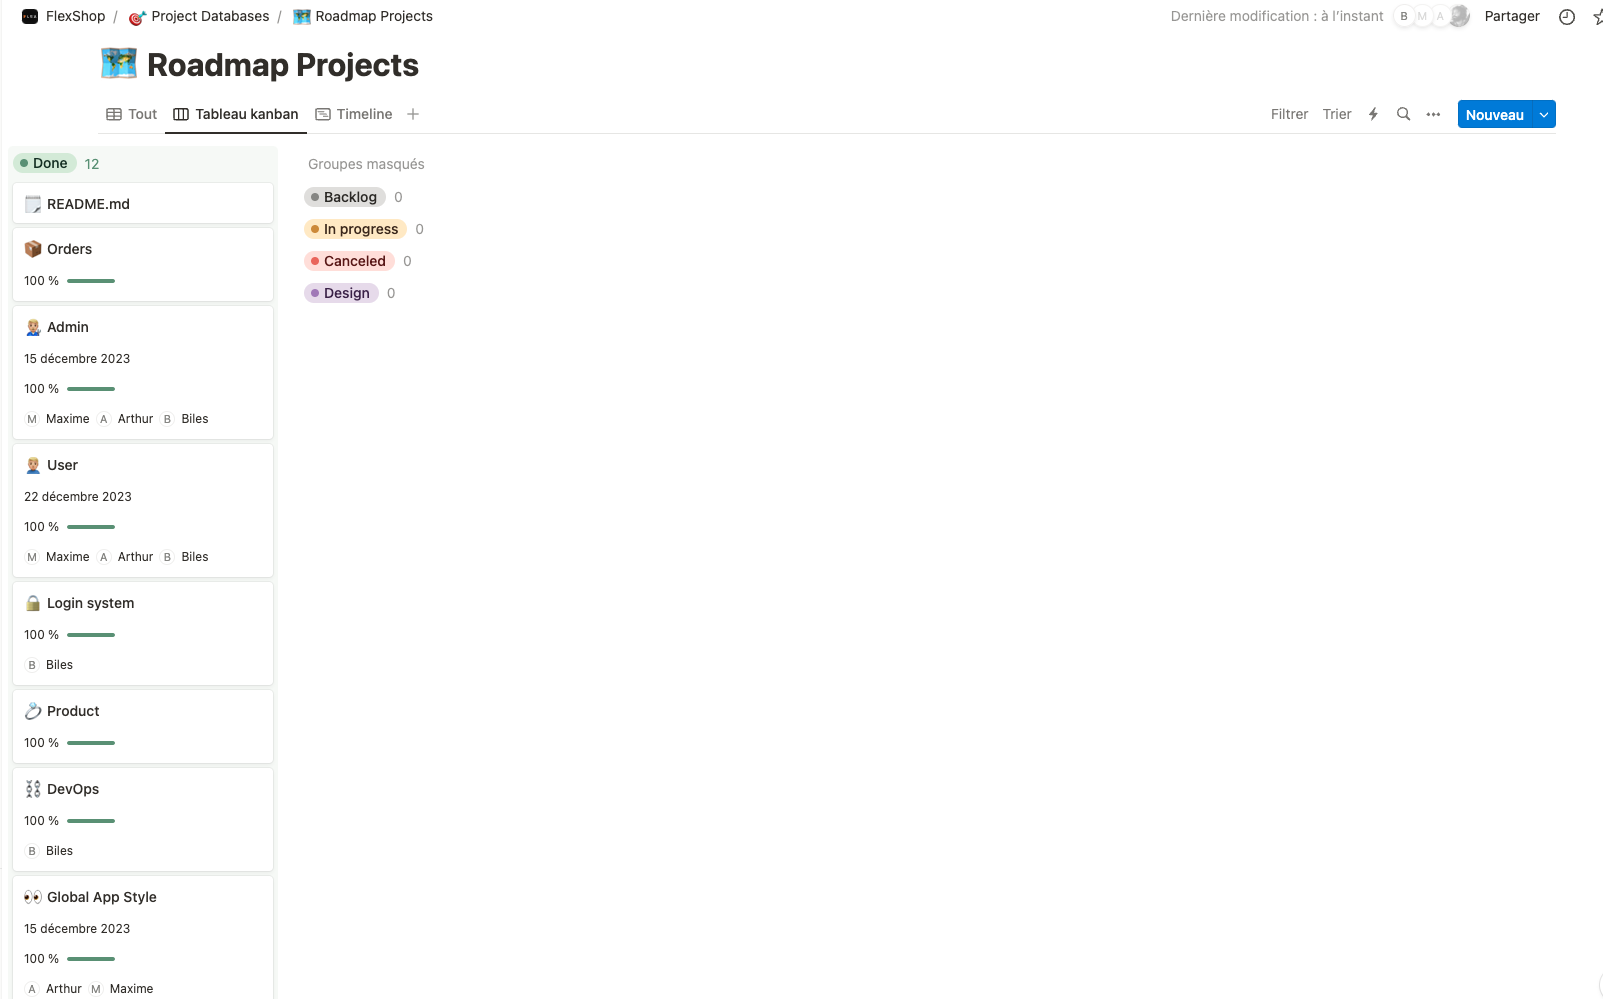 FlexShop / Project Databases / Roadmap Projects
Dernière modification : à l’instant B M A Partager
Roadmap Projects
Tout Tableau kanban Timeline
Filtrer Trier Nouveau
Done 12
README.md
Orders
100 %
Admin
15 décembre 2023
100 %
M Maxime A Arthur B Biles
User
22 décembre 2023
100 %
M Maxime A Arthur B Biles
Login system
100 %
B Biles
Product
100 %
DevOps
100 %
B Biles
Global App Style
15 décembre 2023
100 %
A Arthur M Maxime
Groupes masqués
Backlog 0
In progress 0
Canceled 0
Design 0